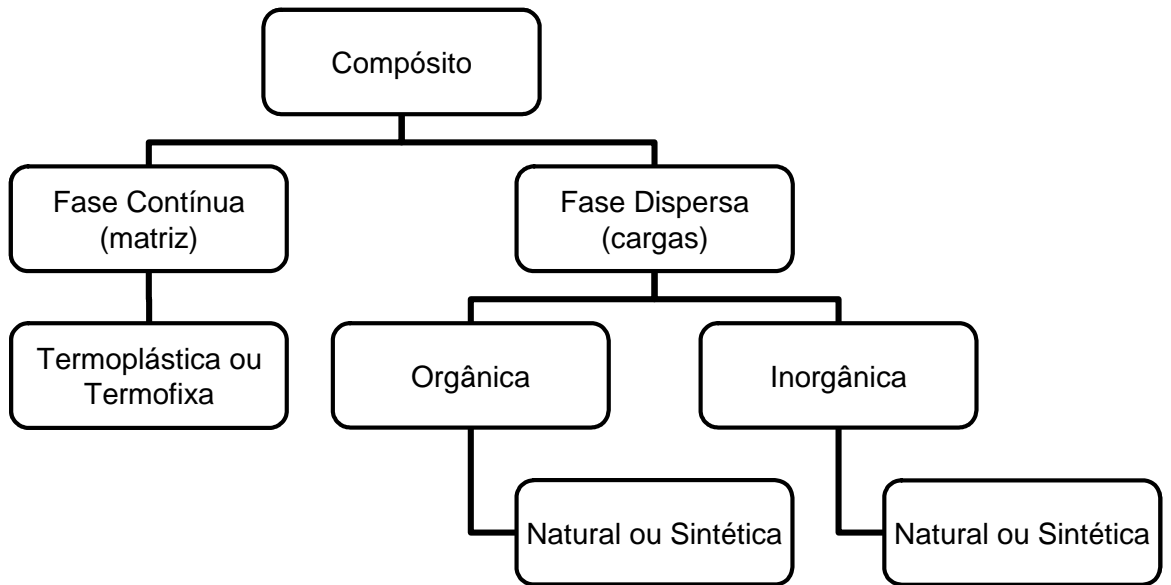 Compósito
Fase Contínua
(matriz)
Fase Dispersa
(cargas)
Termoplástica ou
Termofixa
Orgânica
Inorgânica
Natural ou Sintética
Natural ou Sintética